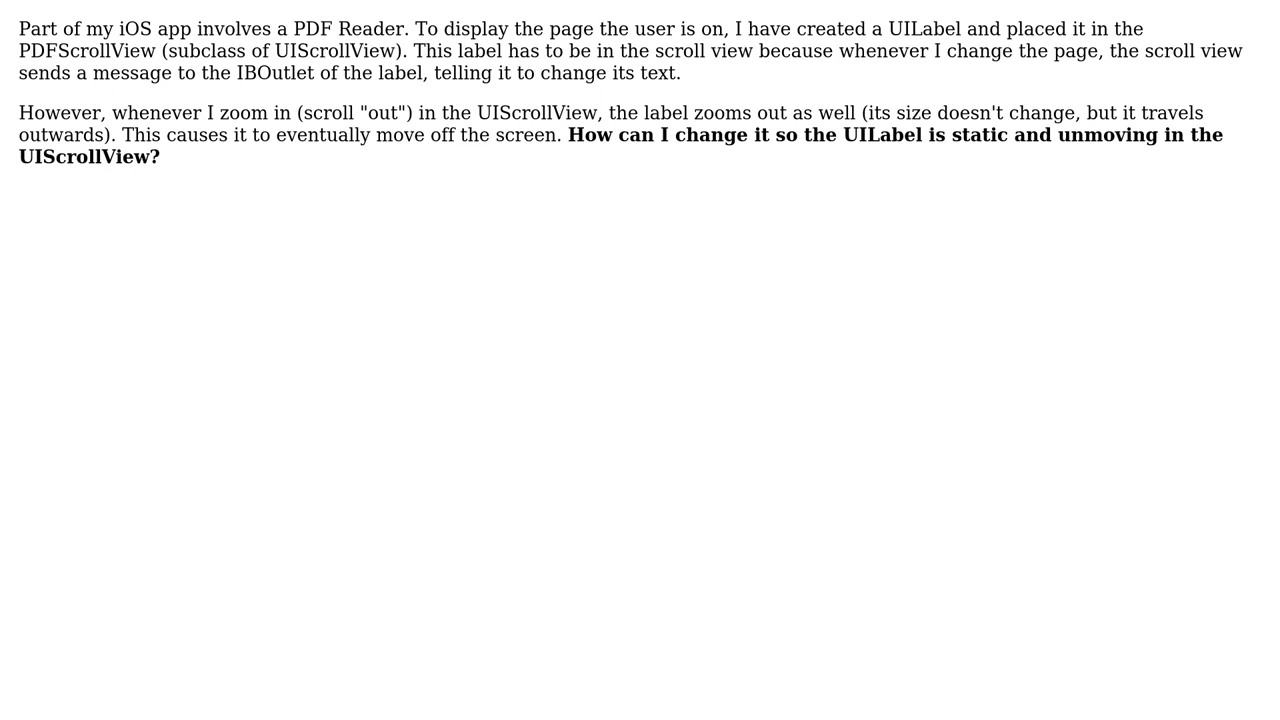 Part of my iOS app involves a PDF Reader. To display the page the user is on, I have created a UILabel and placed it in the
PDFScrollView (subclass of UIScrollView). This label has to be in the scroll view because whenever I change the page, the scroll view
sends a message to the IBOutlet of the label, telling it to change its text.
However, whenever I zoom in (scroll "out") in the UIScrollView, the label zooms out as well (its size doesn't change, but it travels
outwards). This causes it to eventually move off the screen. How can I change it so the UILabel is static and unmoving in the
UIScrollView?